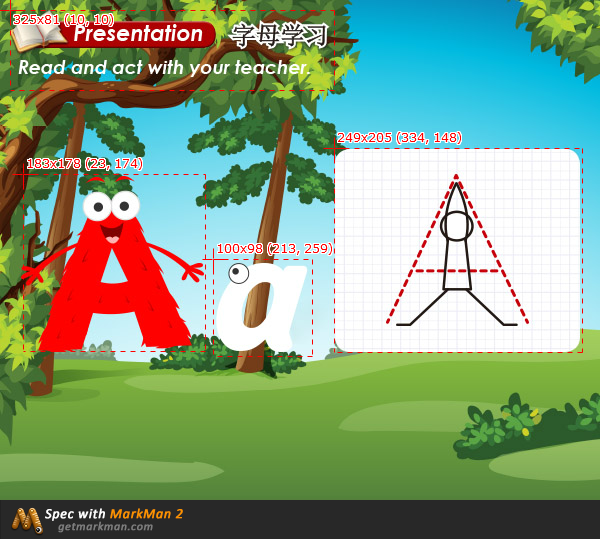 325x81 (10, 10)
Presentation 字母学习
Read and act with your teacher.
249x205 (334, 148)
183x178 (23, 174)
100x98 (213, 259)
A a
Spec with MarkMan 2
getmarkman.com